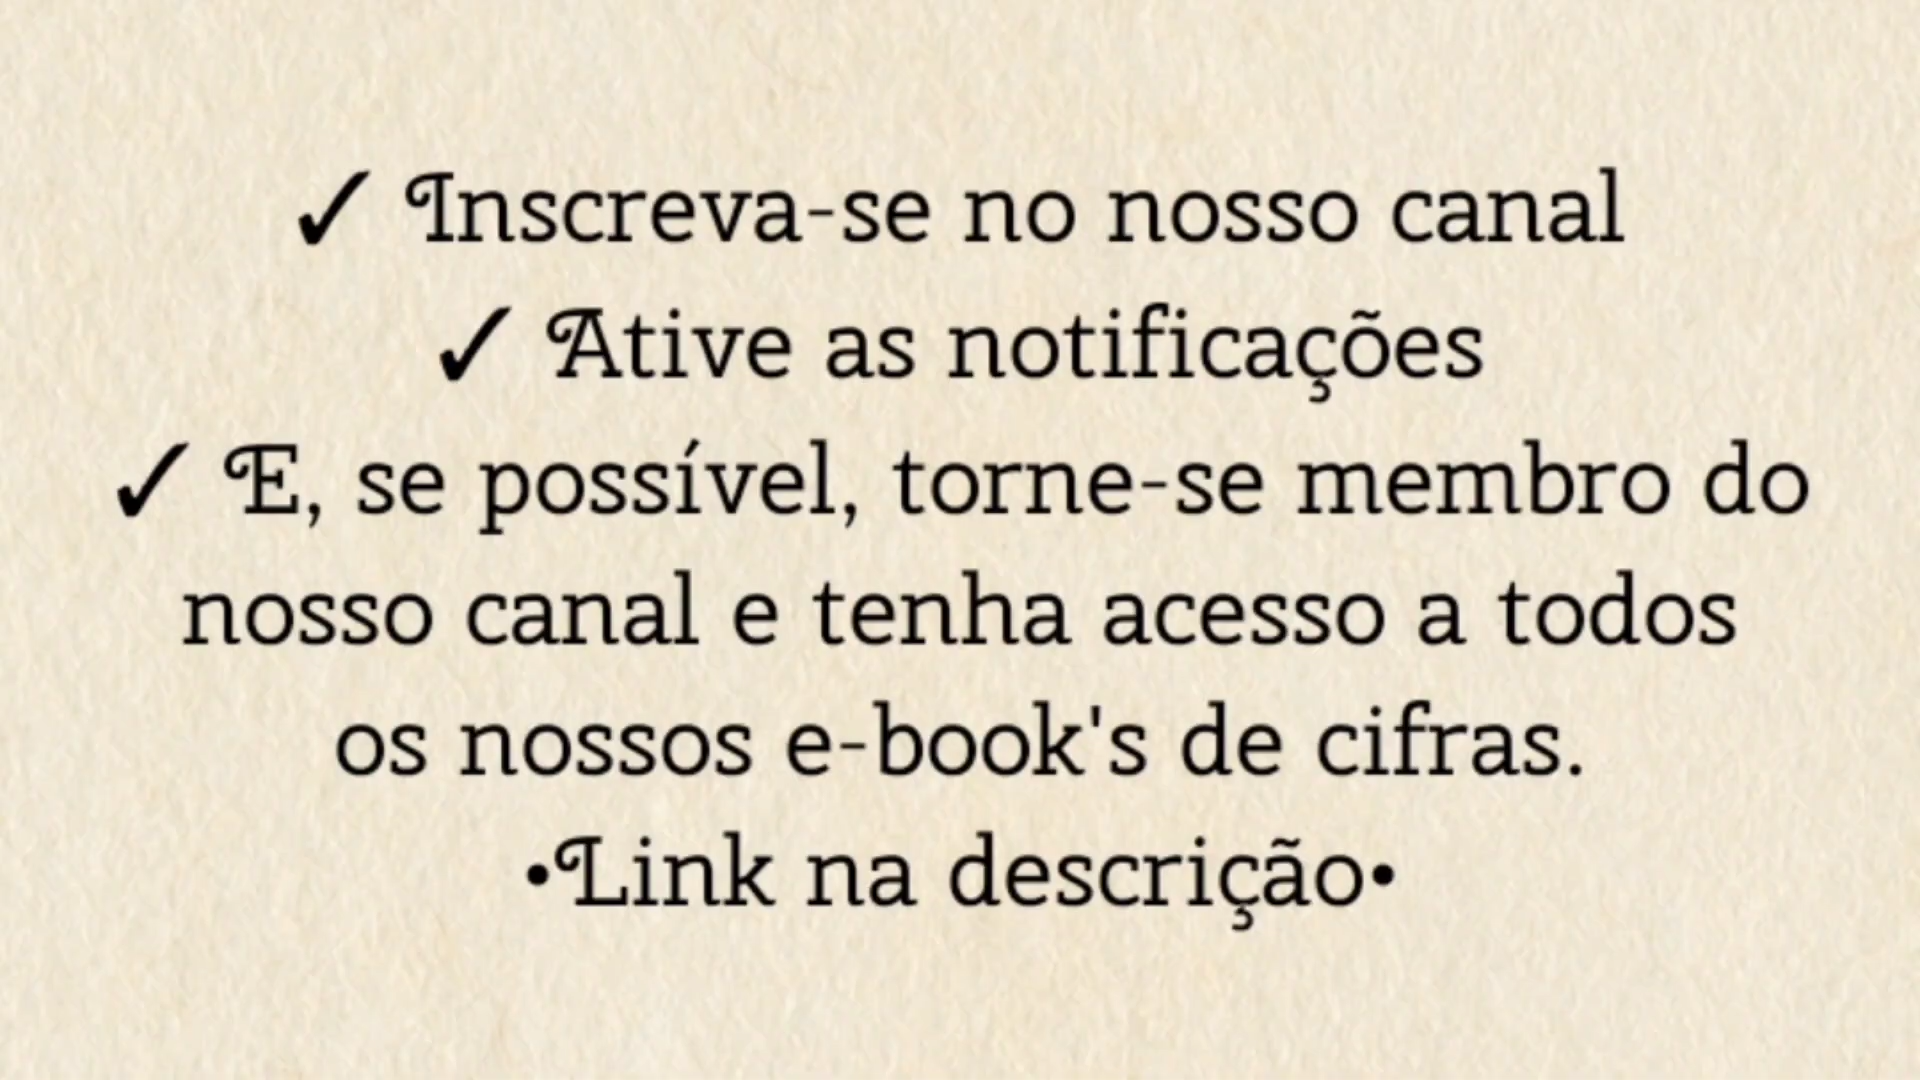 ✓ Inscreva-se no nosso canal
✓ Ative as notificações
✓ E, se possível, torne-se membro do
nosso canal e tenha acesso a todos
os nossos e-book's de cifras.
•Link na descrição•